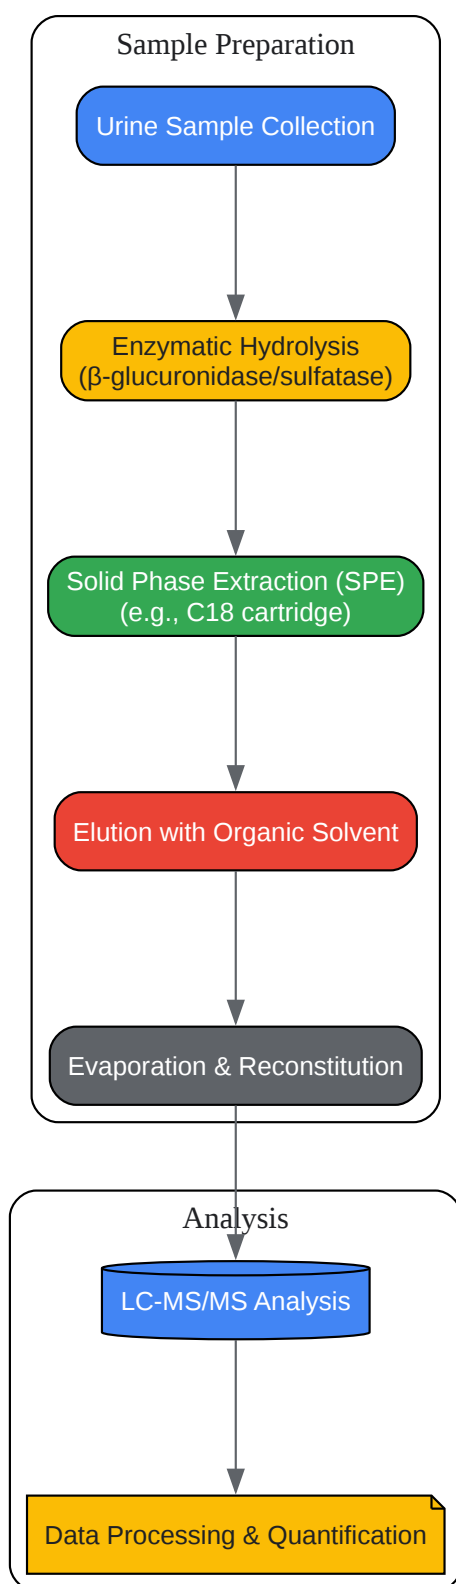 Sample Preparation
Urine Sample Collection
Enzymatic Hydrolysis
(β-glucuronidase/sulfatase)
Solid Phase Extraction (SPE)
(e.g., C18 cartridge)
Elution with Organic Solvent
Evaporation & Reconstitution
Analysis
LC-MS/MS Analysis
Data Processing & Quantification